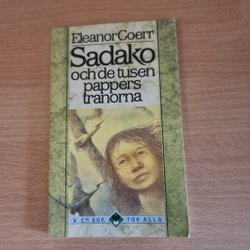 Eleanor Coerr
Sadako
och de tusen
pappers
tranorna
EN BOK FÖR ALLA